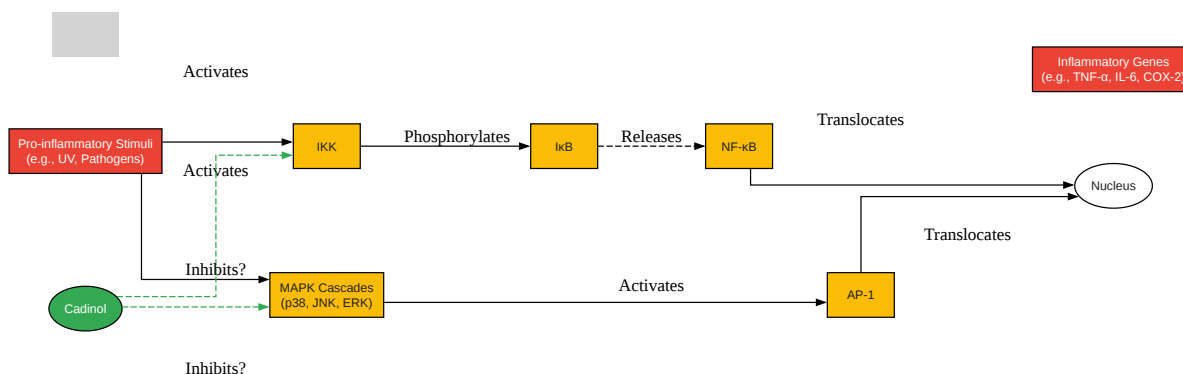 Activates
Inflammatory Genes
(e.g., TNF-α, IL-6, COX-2)
Translocates
Pro-inflammatory Stimuli
(e.g., UV, Pathogens)
IKK
Phosphorylates
IκB
Releases
NF-κB
Activates
Nucleus
Translocates
Inhibits?
MAPK Cascades
(p38, JNK, ERK)
Activates
AP-1
Cadinol
Inhibits?